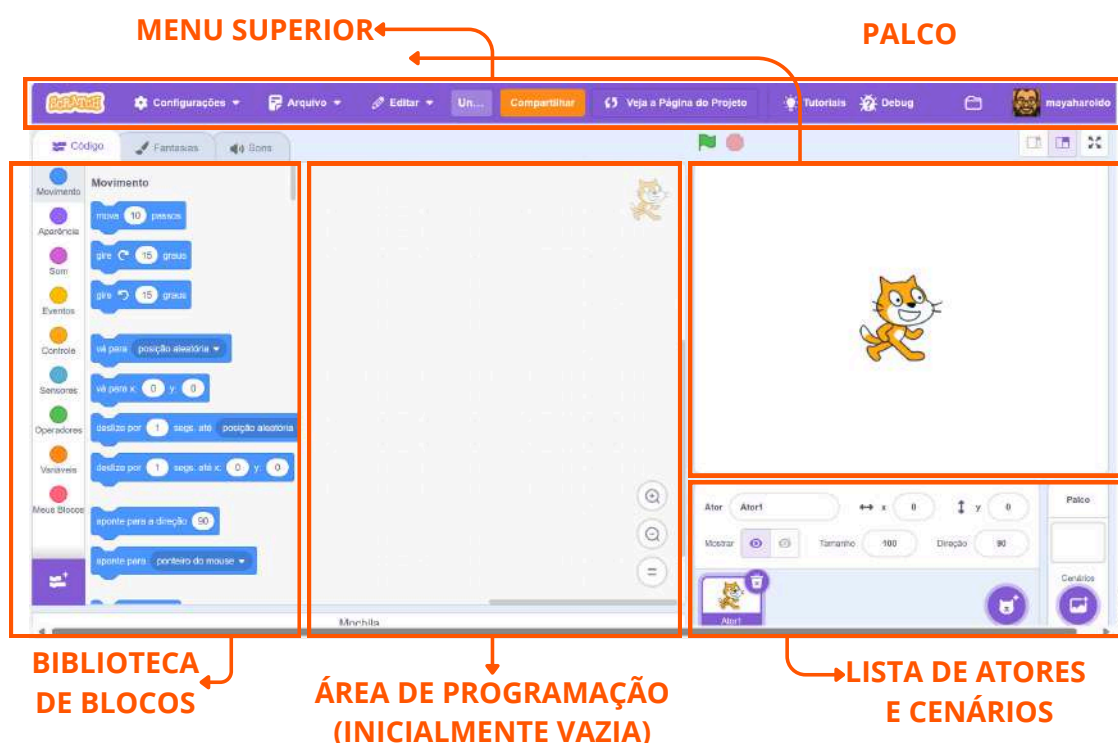 MENU SUPERIOR
PALCO
SCRATCH
Configurações
Arquivo
Editar
Un...
Compartilhar
Veja a Página do Projeto
Tutoriais
Debug
mayaharoldo
Código
Fantasias
Sons
Movimento
Aparência
Som
Eventos
Controle
Sensores
Operadores
Variáveis
Meus Blocos
Movimento
mova 10 passos
gire 15 graus
gire 15 graus
vá para posição aleatória
vá para x: 0 y: 0
deslize por 1 segs. até posição aleatória
deslize por 1 segs. até x: 0 y: 0
aponte para a direção 90
aponte para ponteiro do mouse
Mochila
Ator Ator1 x 0 y 0
Mostrar Tamanho 100 Direção 90
Ator1
Palco
Cenários
BIBLIOTECA
DE BLOCOS
ÁREA DE PROGRAMAÇÃO
(INICIALMENTE VAZIA)
LISTA DE ATORES
E CENÁRIOS